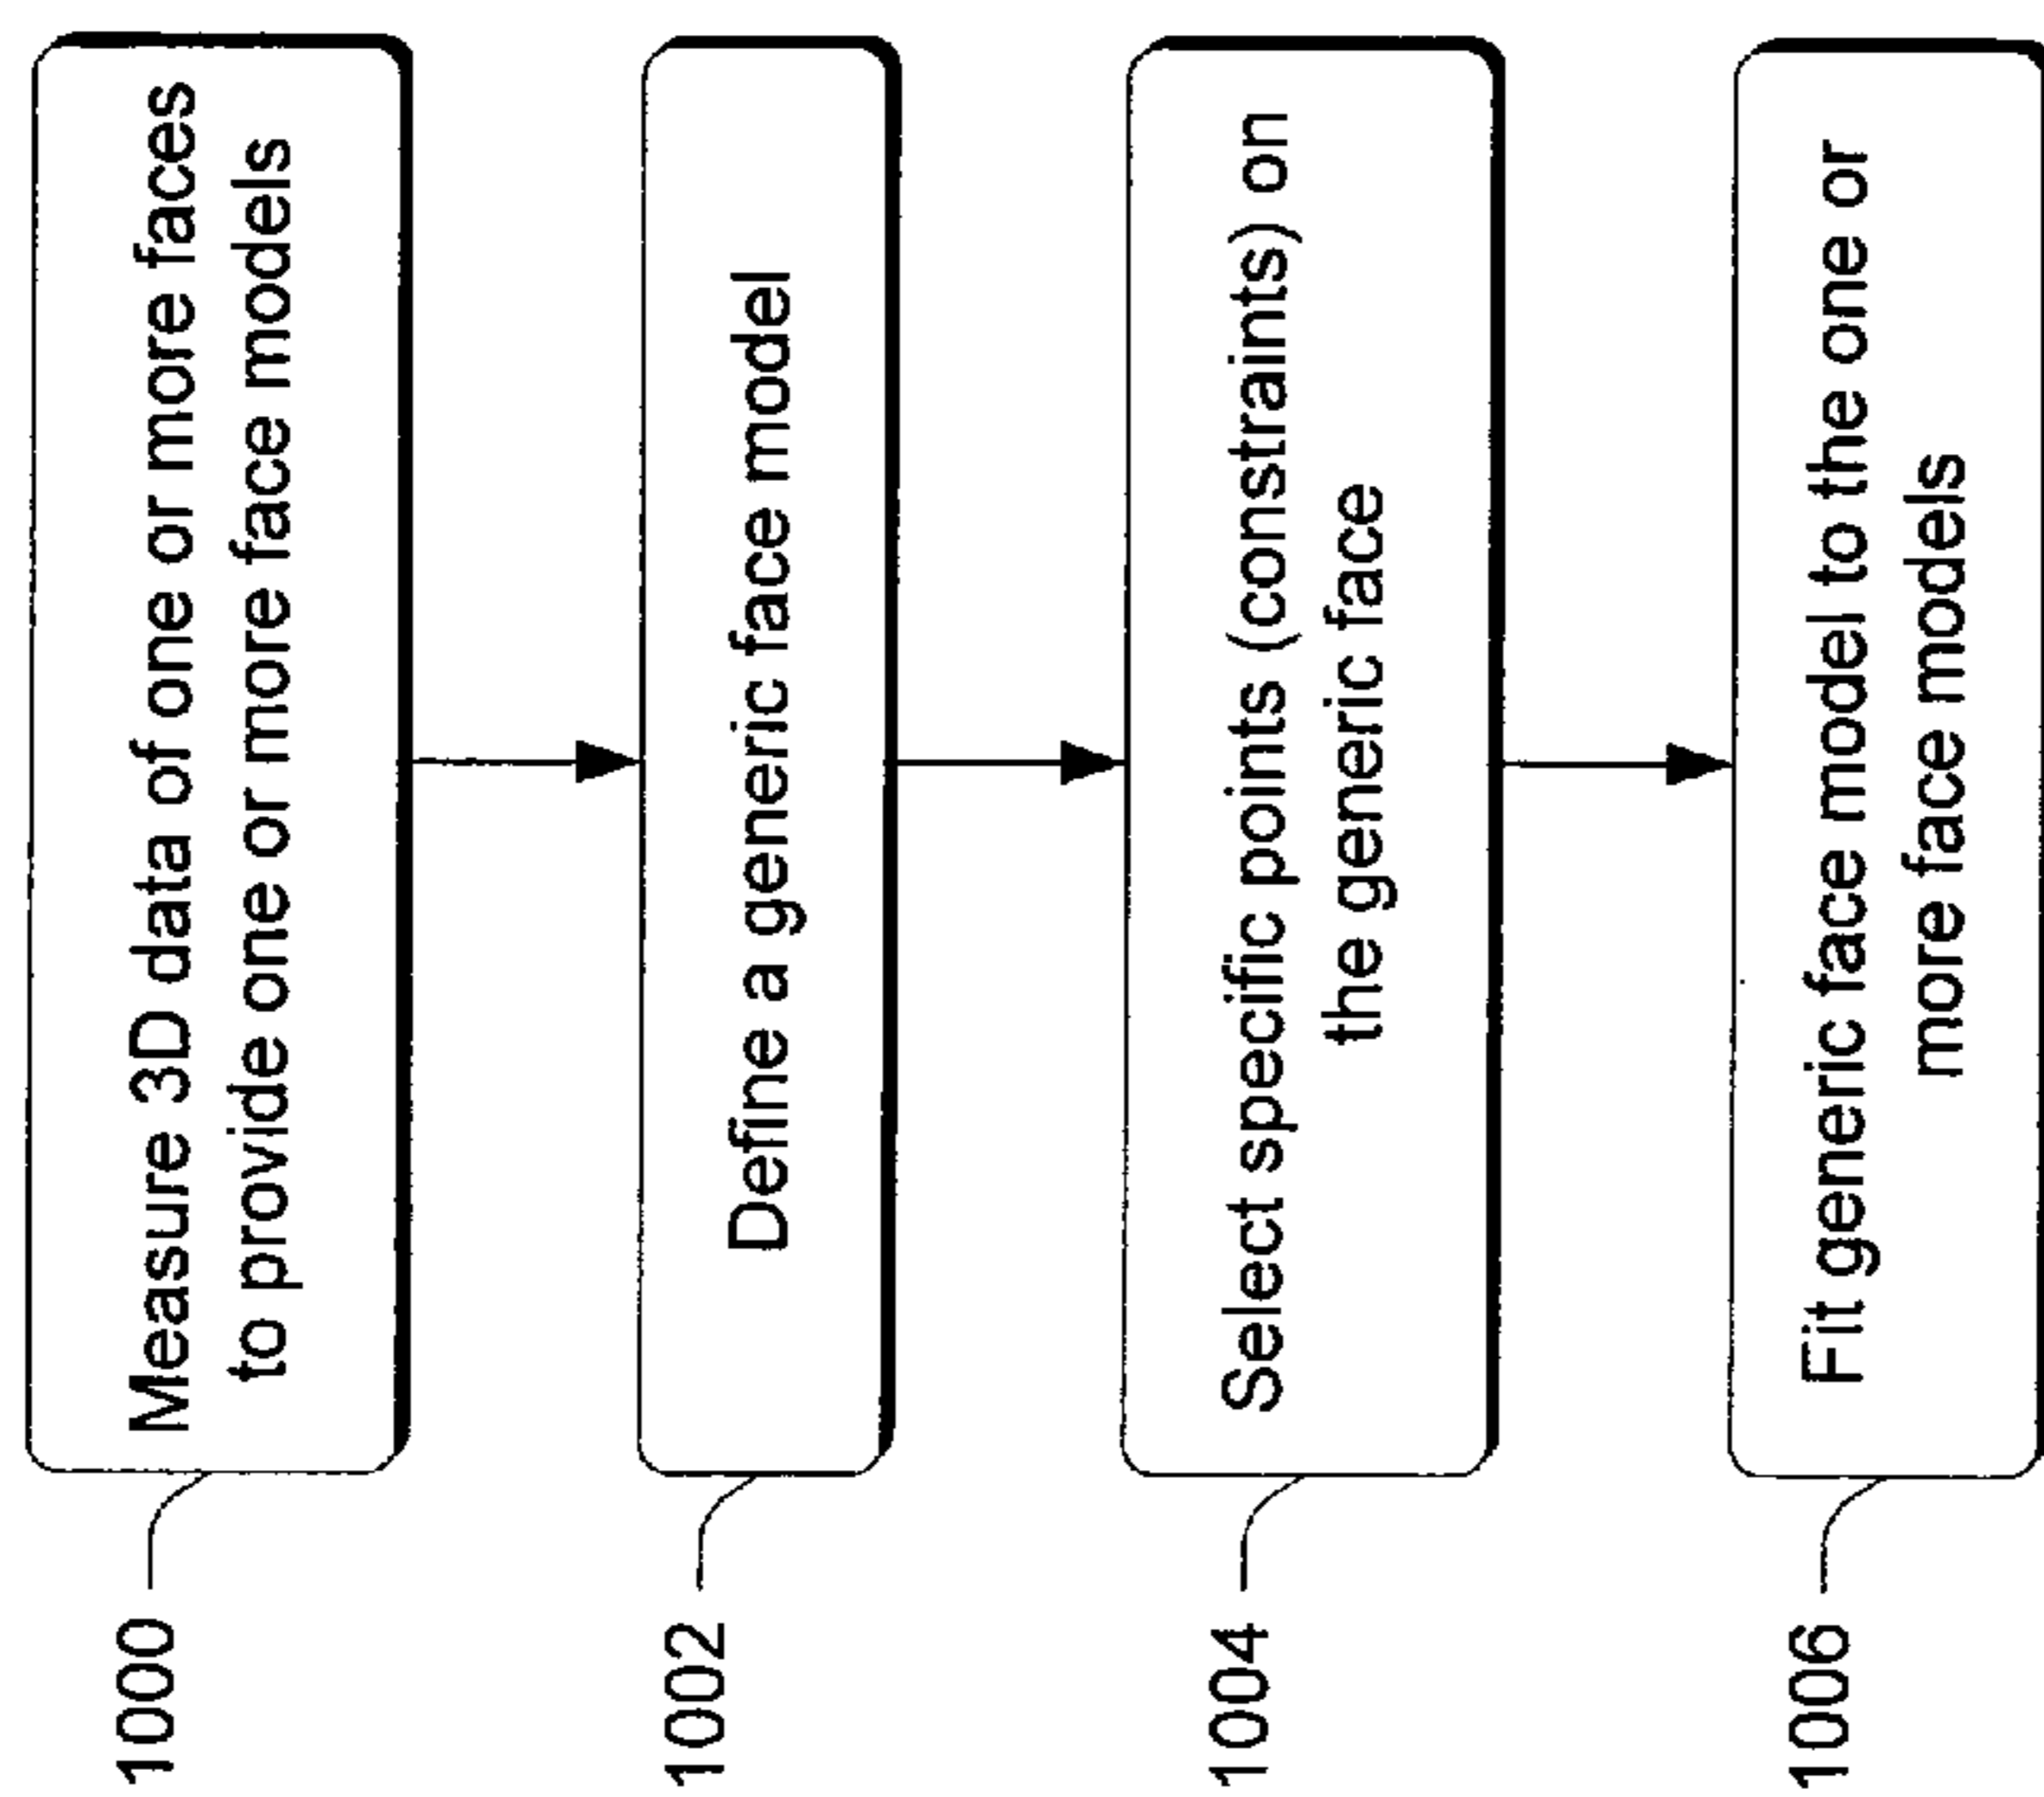 1000
Measure 3D data of one or more faces
to provide one or more face models
1002
Define a generic face model
1004
Select specific points (constraints) on
the generic face
1006
Fit generic face model to the one or
more face models